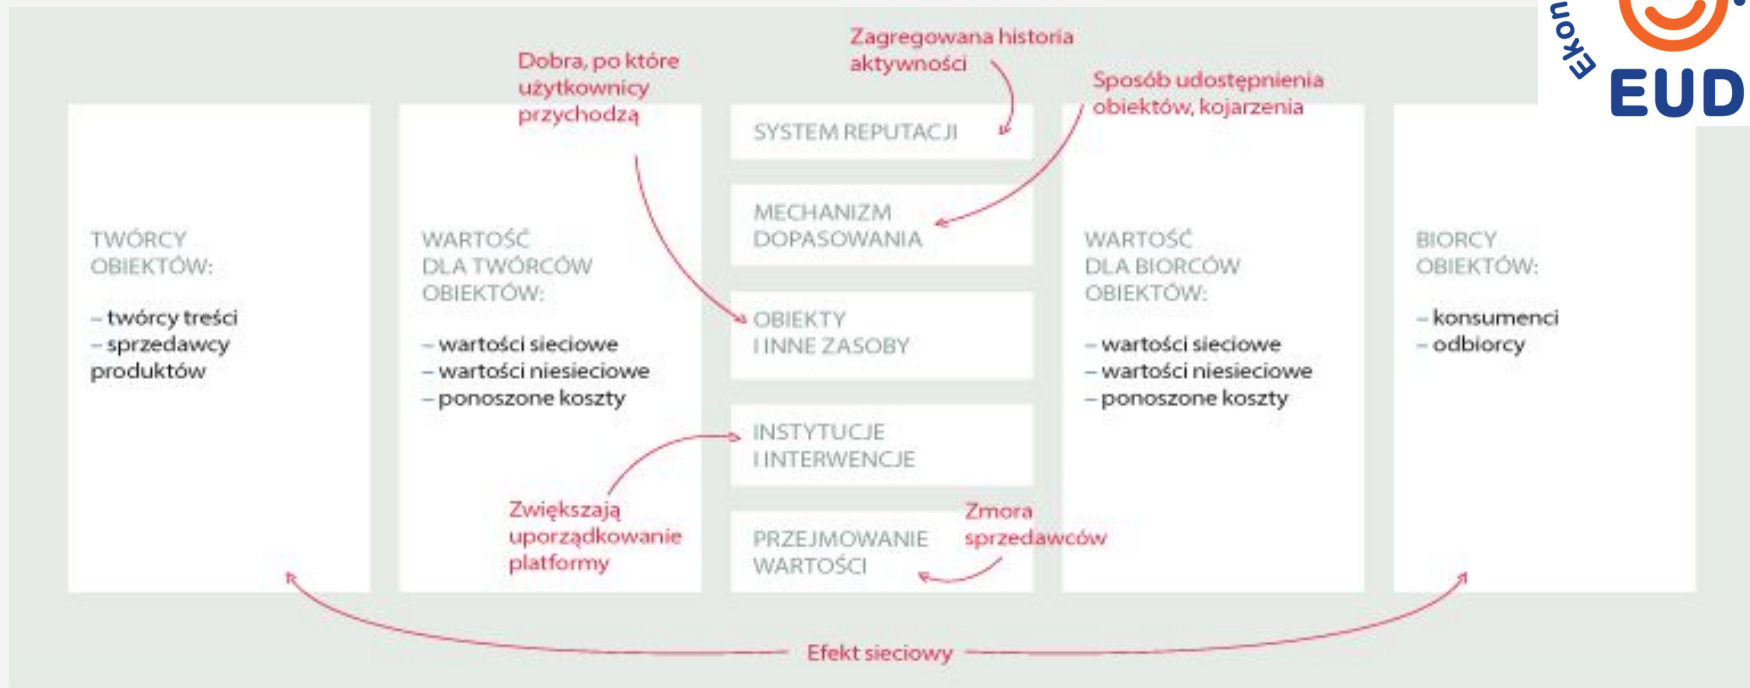 Ekon
EUD
Dobra, po które
użytkownicy
przychodzą
Zagregowana historia
aktywności
Sposób udostępnienia
obiektów, kojarzenia
TWÓRCY
OBIEKTÓW:
– twórcy treści
– sprzedawcy
produktów
WARTOŚĆ
DLA TWÓRCÓW
OBIEKTÓW:
– wartości sieciowe
– wartości niesieciowe
– ponoszone koszty
SYSTEM REPUTACJI
MECHANIZM
DOPASOWANIA
OBIEKTY
I INNE ZASOBY
INSTYTUCJE
I INTERWENCJE
PRZEJMOWANIE
WARTOŚCI
WARTOŚĆ
DLA BIORCÓW
OBIEKTÓW:
– wartości sieciowe
– wartości niesieciowe
– ponoszone koszty
BIORCY
OBIEKTÓW:
– konsumenci
– odbiorcy
Zwiększają
uporządkowanie
platformy
Zmora
sprzedawców
Efekt sieciowy